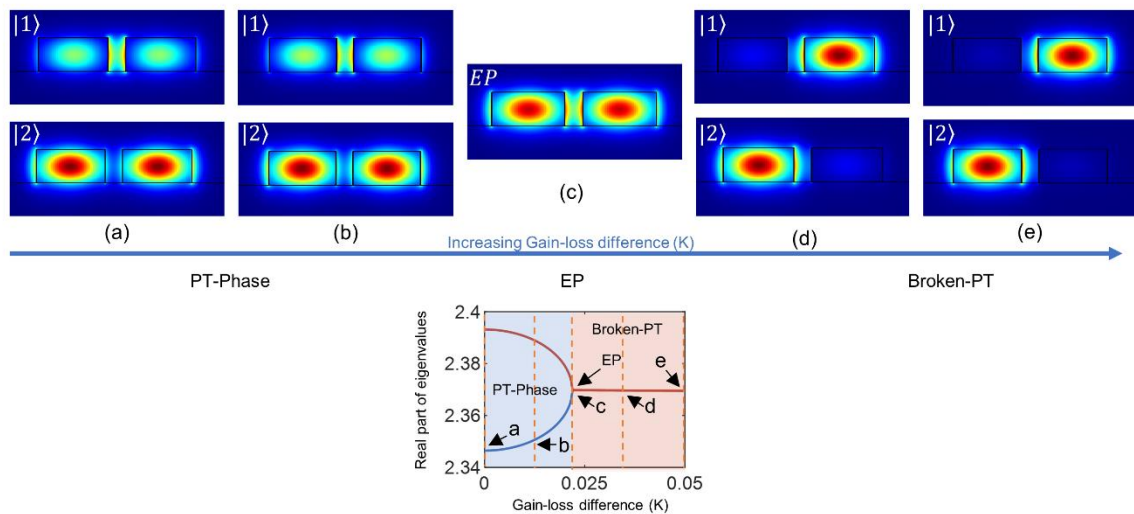 |1⟩
|1⟩
|1⟩
|1⟩
EP
|2⟩
|2⟩
|2⟩
|2⟩
(a)
(b)
(c)
(d)
(e)
Increasing Gain-loss difference (K)
PT-Phase
EP
Broken-PT
2.4
2.38
2.36
2.34
Real part of eigenvalues
Broken-PT
EP
PT-Phase
a
b
c
d
e
0
0.025
0.05
Gain-loss difference (K)